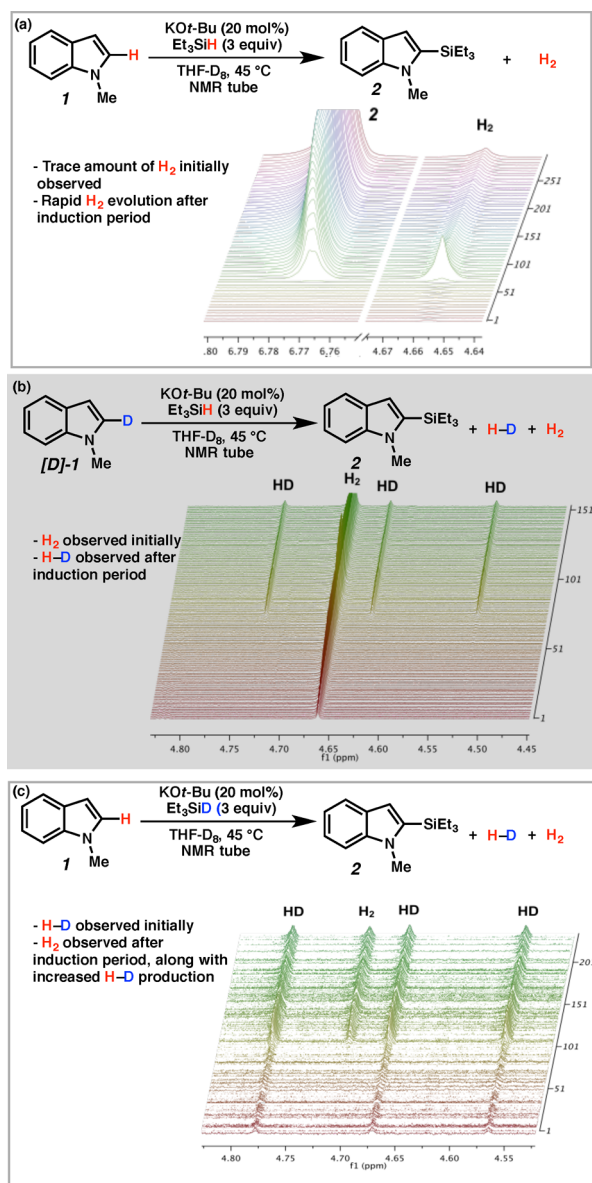 (a)
KOt-Bu (20 mol%)
Et₃SiH (3 equiv)
THF-D₈, 45 °C
NMR tube
H
N
Me
1
SiEt₃
N
Me
2
+ H₂
2
H₂
- Trace amount of H₂ initially
observed
- Rapid H₂ evolution after
induction period
251
201
151
101
51
1
.80 6.79 6.78 6.77 6.76 4.67 4.66 4.65 4.64
(b)
KOt-Bu (20 mol%)
Et₃SiH (3 equiv)
THF-D₈, 45 °C
NMR tube
D
N
Me
[D]-1
SiEt₃
N
Me
2
+ H–D + H₂
HD H₂ HD HD
- H₂ observed initially
- H–D observed after
induction period
151
101
51
1
4.80 4.75 4.70 4.65 4.60 4.55 4.50 4.45
f1 (ppm)
(c)
KOt-Bu (20 mol%)
Et₃SiD (3 equiv)
THF-D₈, 45 °C
NMR tube
H
N
Me
1
SiEt₃
N
Me
2
+ H–D + H₂
HD H₂ HD HD
- H–D observed initially
- H₂ observed after
induction period, along with
increased H–D production
20
151
101
51
1
4.80 4.75 4.70 4.65 4.60 4.55
f1 (ppm)